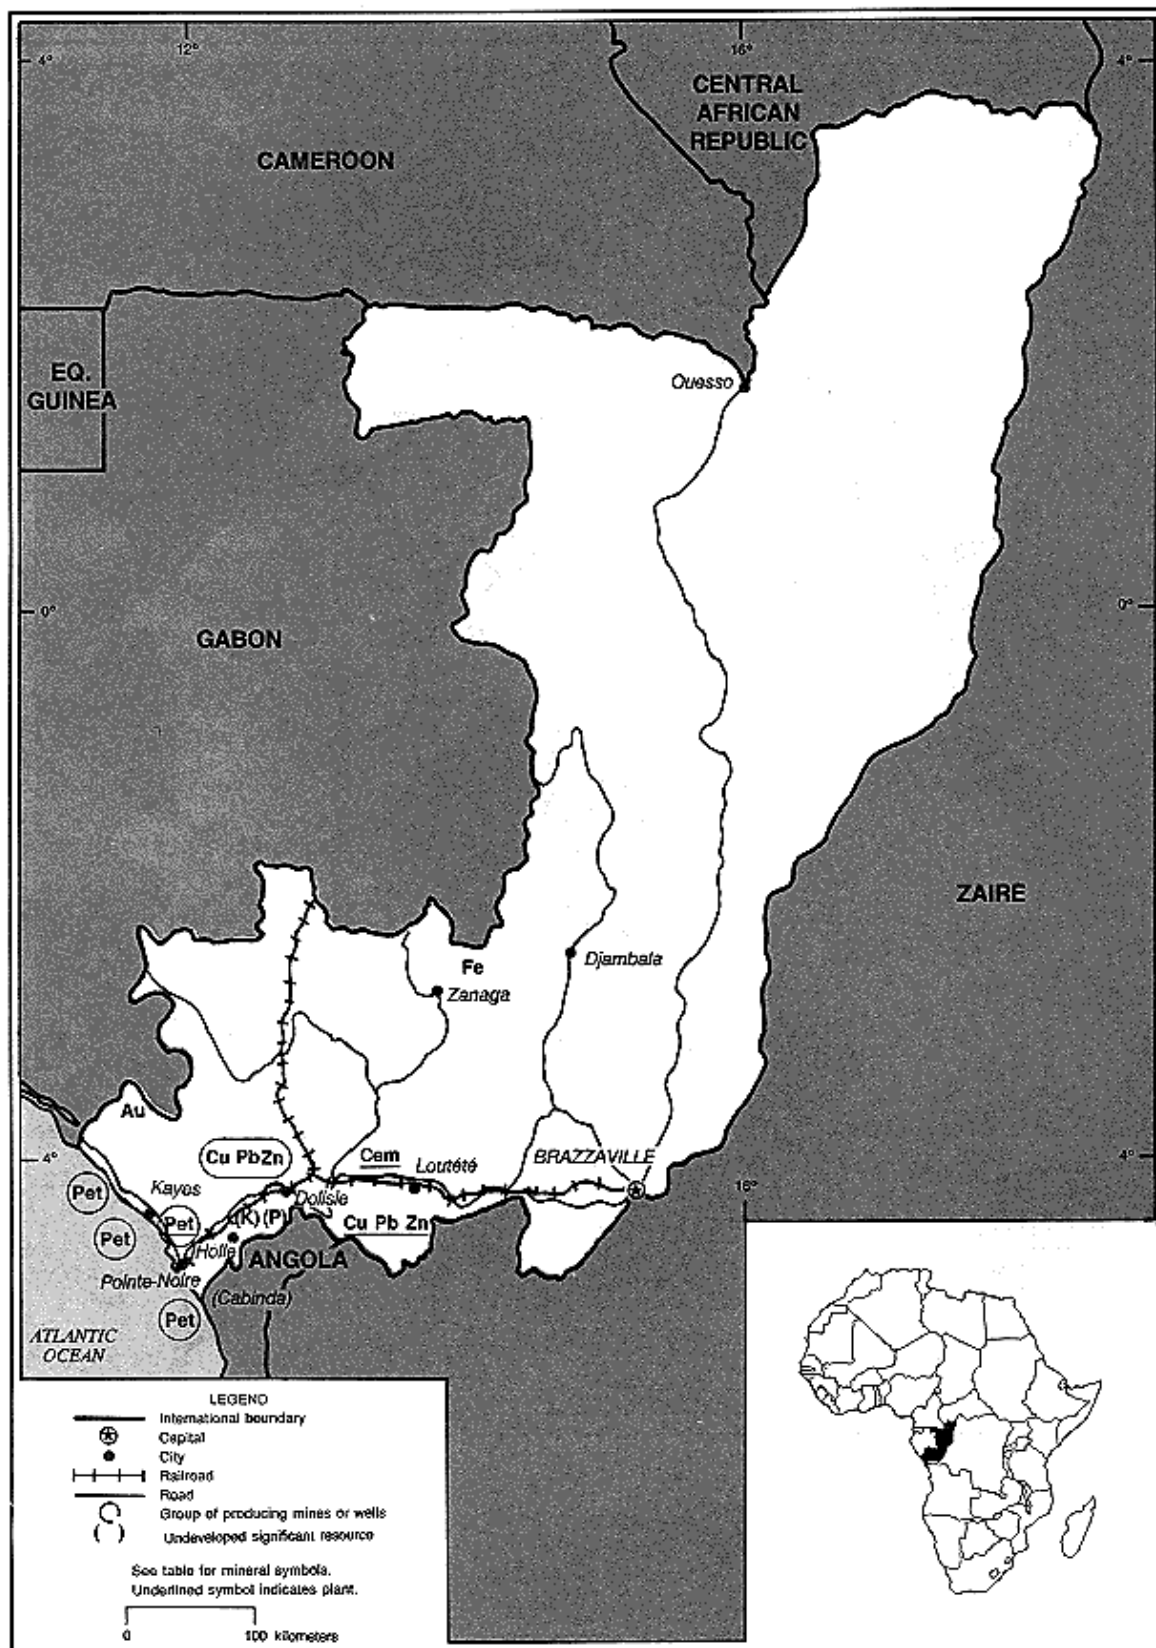 12°
16°
4°
4°
CENTRAL
AFRICAN
REPUBLIC
CAMEROON
EQ.
GUINEA
Ouesso
0°
0°
GABON
ZAIRE
Djambala
Fe
Zanaga
Au
Cu Pb Zn
Cem
Loutété
BRAZZAVILLE
4°
4°
16°
Kayes
Dolisie
Pet
Pet
Pet
(K) (P)
Cu Pb Zn
Holle
ANGOLA
Pointe-Noire
(Cabinda)
Pet
ATLANTIC
OCEAN
LEGEND
International boundary
Capital
City
Railroad
Road
Group of producing mines or wells
Undeveloped significant resource
See table for mineral symbols.
Underlined symbol indicates plant.
0 100 kilometers